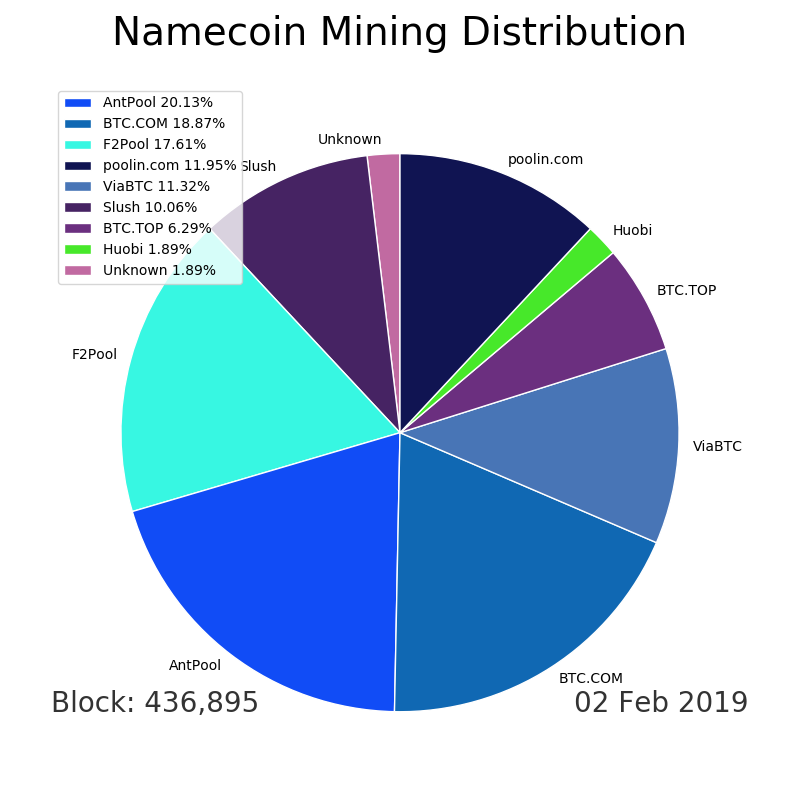 Namecoin Mining Distribution
AntPool 20.13%
BTC.COM 18.87%
F2Pool 17.61%
poolin.com 11.95%
ViaBTC 11.32%
Slush 10.06%
BTC.TOP 6.29%
Huobi 1.89%
Unknown 1.89%
Unknown
Slush
poolin.com
Huobi
BTC.TOP
F2Pool
ViaBTC
AntPool
BTC.COM
Block: 436,895
02 Feb 2019